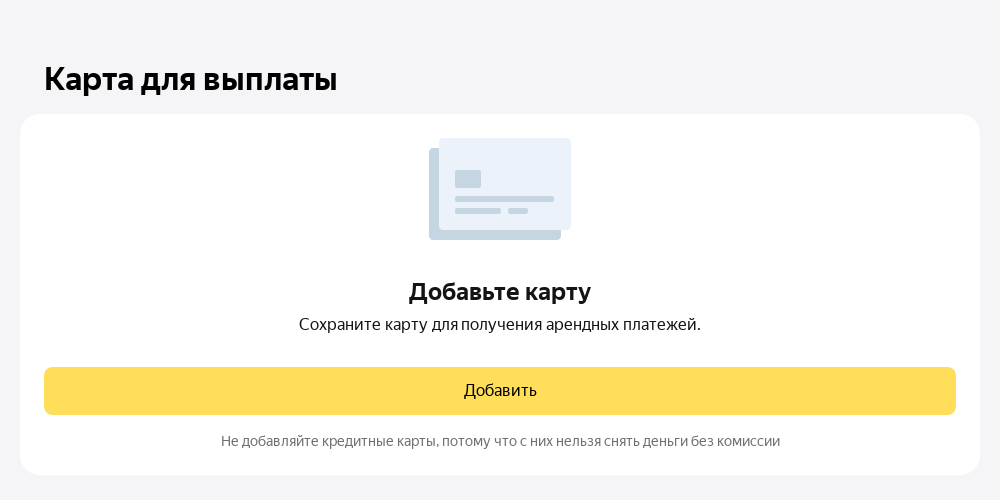 Карта для выплаты
Добавьте карту
Сохраните карту для получения арендных платежей.
Добавить
Не добавляйте кредитные карты, потому что с них нельзя снять деньги без комиссии